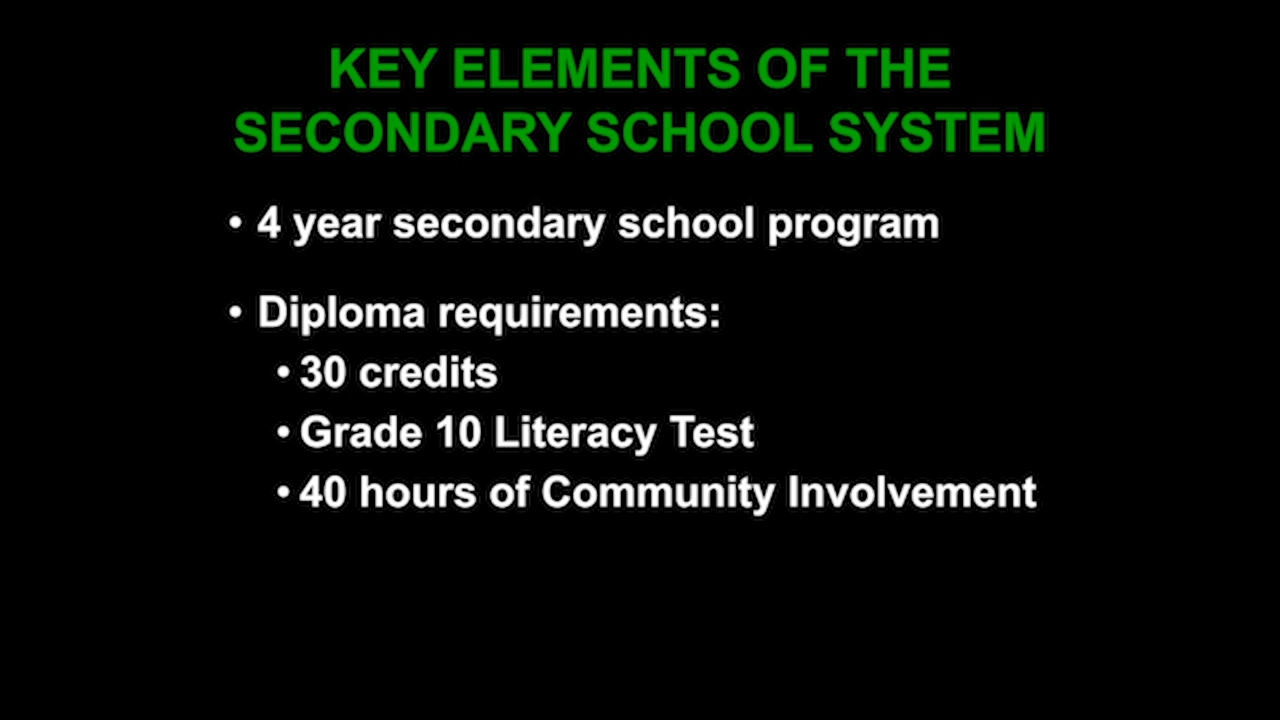 KEY ELEMENTS OF THE
SECONDARY SCHOOL SYSTEM
• 4 year secondary school program
• Diploma requirements:
• 30 credits
• Grade 10 Literacy Test
• 40 hours of Community Involvement